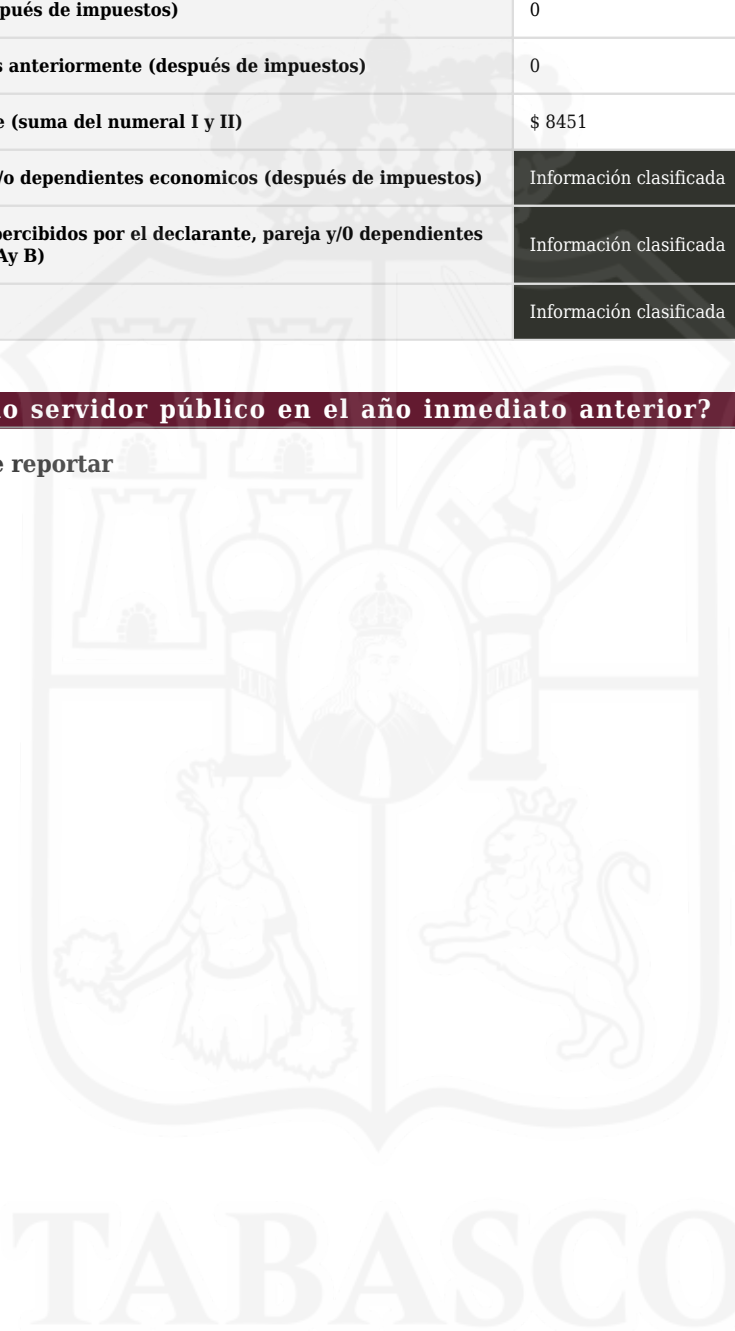 pués de impuestos) 0
s anteriormente (después de impuestos) 0
e (suma del numeral I y II) $ 8451
/o dependientes economicos (después de impuestos) Información clasificada
percibidos por el declarante, pareja y/0 dependientes
Ay B) Información clasificada
Información clasificada
o servidor público en el año inmediato anterior?
e reportar
PLUS ULTRA
TABASCO